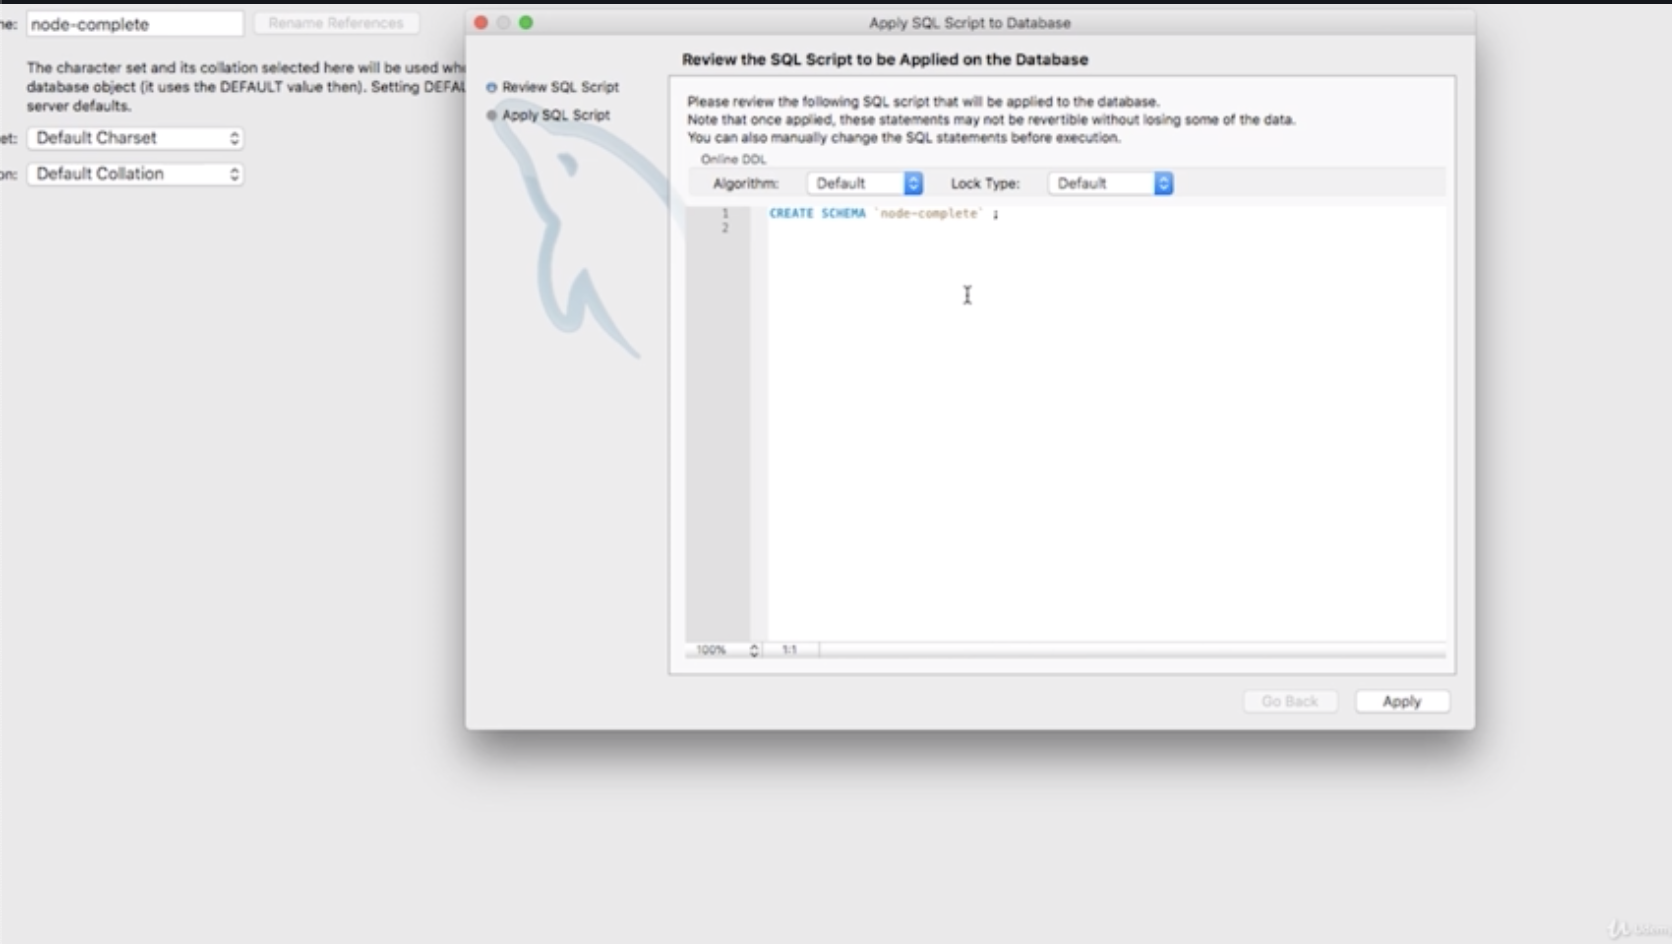 ne: node-complete Rename References
The character set and its collation selected here will be used
database object (it uses the DEFAULT value then). Setting
server defaults.
et: Default Charset
on: Default Collation
Apply SQL Script to Database
Review the SQL Script to be Applied on the Database
Review SQL Script
Apply SQL Script
Please review the following SQL script that will be applied to the database.
Note that once applied, these statements may not be revertible without losing some of the data.
You can also manually change the SQL statements before execution.
Online DDL
Algorithm: Default Lock Type: Default
1 CREATE SCHEMA `node-complete` ;
2
100% 1:1
Go Back Apply